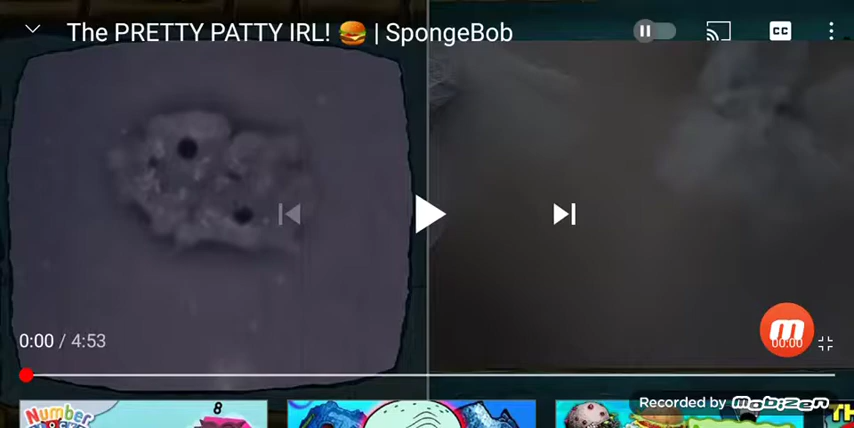 The PRETTY PATTY IRL! 🍔 | SpongeBob
CC
0:00 / 4:53
00:00
Recorded by Mobizen
Number
8